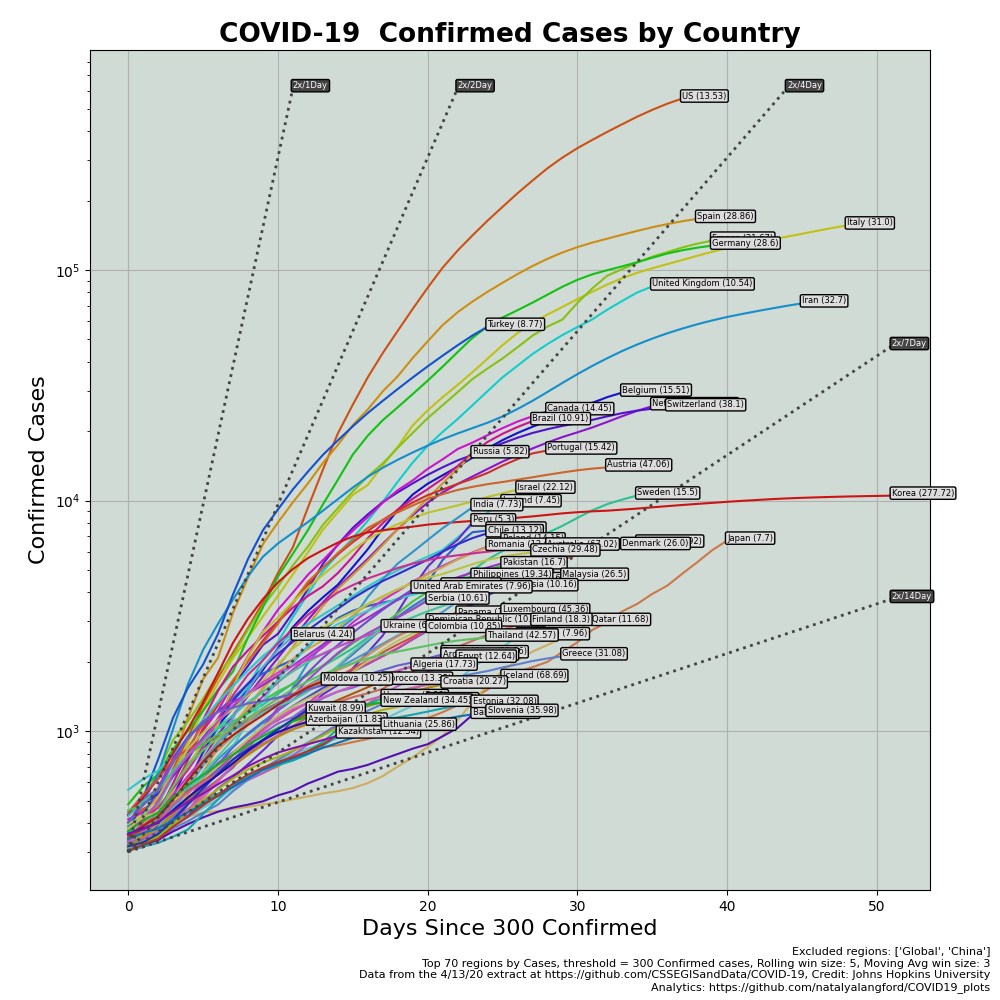 COVID-19  Confirmed Cases by Country
2x/1Day
2x/2Day
2x/4Day
US (13.53)
Spain (28.86)
Italy (31.0)
Germany (28.6)
United Kingdom (10.54)
Iran (32.7)
Turkey (8.77)
2x/7Day
Belgium (15.51)
Switzerland (38.1)
Canada (14.45)
Brazil (10.91)
Russia (5.82)
Portugal (15.42)
Austria (47.06)
Israel (22.12)
Sweden (15.5)
Korea (277.72)
India (7.73)
Peru (5.3)
Chile (13.12)
Romania
Denmark (26.0)
Japan (7.7)
Czechia (29.48)
Pakistan (16.7)
Philippines (19.34)
Malaysia (26.5)
United Arab Emirates (7.96)
Serbia (10.61)
2x/14Day
Luxembourg (45.36)
Finland (18.3)
Qatar (11.68)
Ukraine
Colombia (10.85)
Belarus (4.24)
Thailand (42.57)
(7.96)
Egypt (12.64)
Greece (31.08)
Algeria (17.73)
Moldova (10.25)
Croatia (20.27)
Iceland (68.69)
New Zealand (34.45)
Estonia (32.08)
Kuwait (8.99)
Slovenia (35.98)
Azerbaijan (11.83)
Lithuania (25.86)
Kazakhstan (12.54)
10⁵
10⁴
10³
Confirmed Cases
0 10 20 30 40 50
Days Since 300 Confirmed
Excluded regions: ['Global', 'China']
Top 70 regions by Cases, threshold = 300 Confirmed cases, Rolling win size: 5, Moving Avg win size: 3
Data from the 4/13/20 extract at https://github.com/CSSEGISandData/COVID-19, Credit: Johns Hopkins University
Analytics: https://github.com/natalyalangford/COVID19_plots